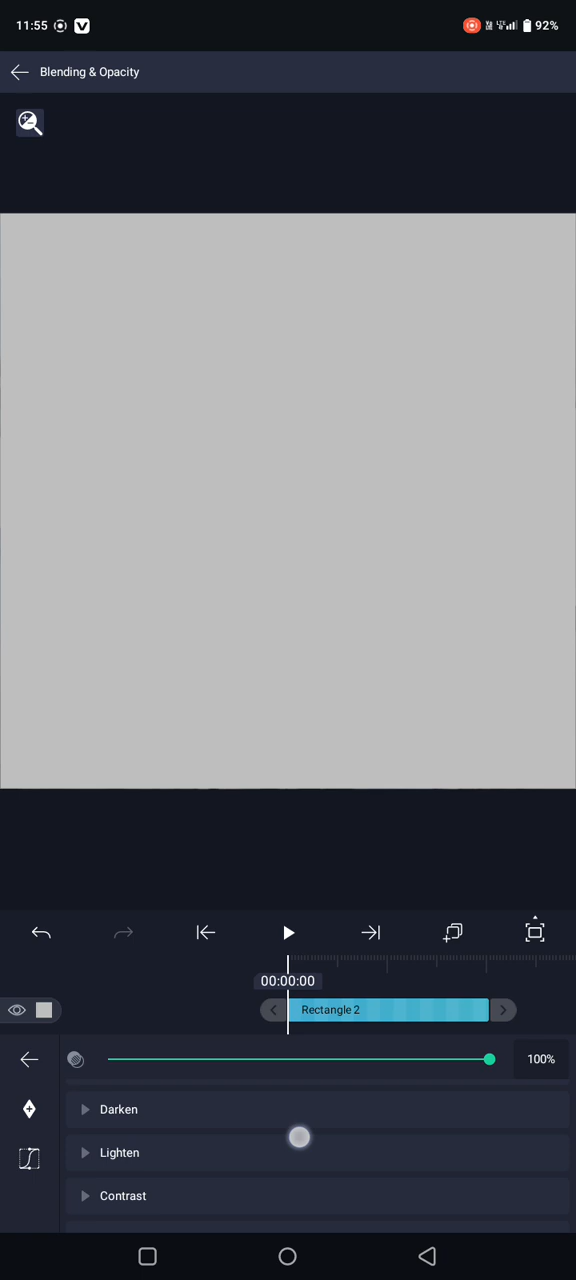 11:55 92%
Blending & Opacity
00:00:00
Rectangle 2
100%
Darken
Lighten
Contrast